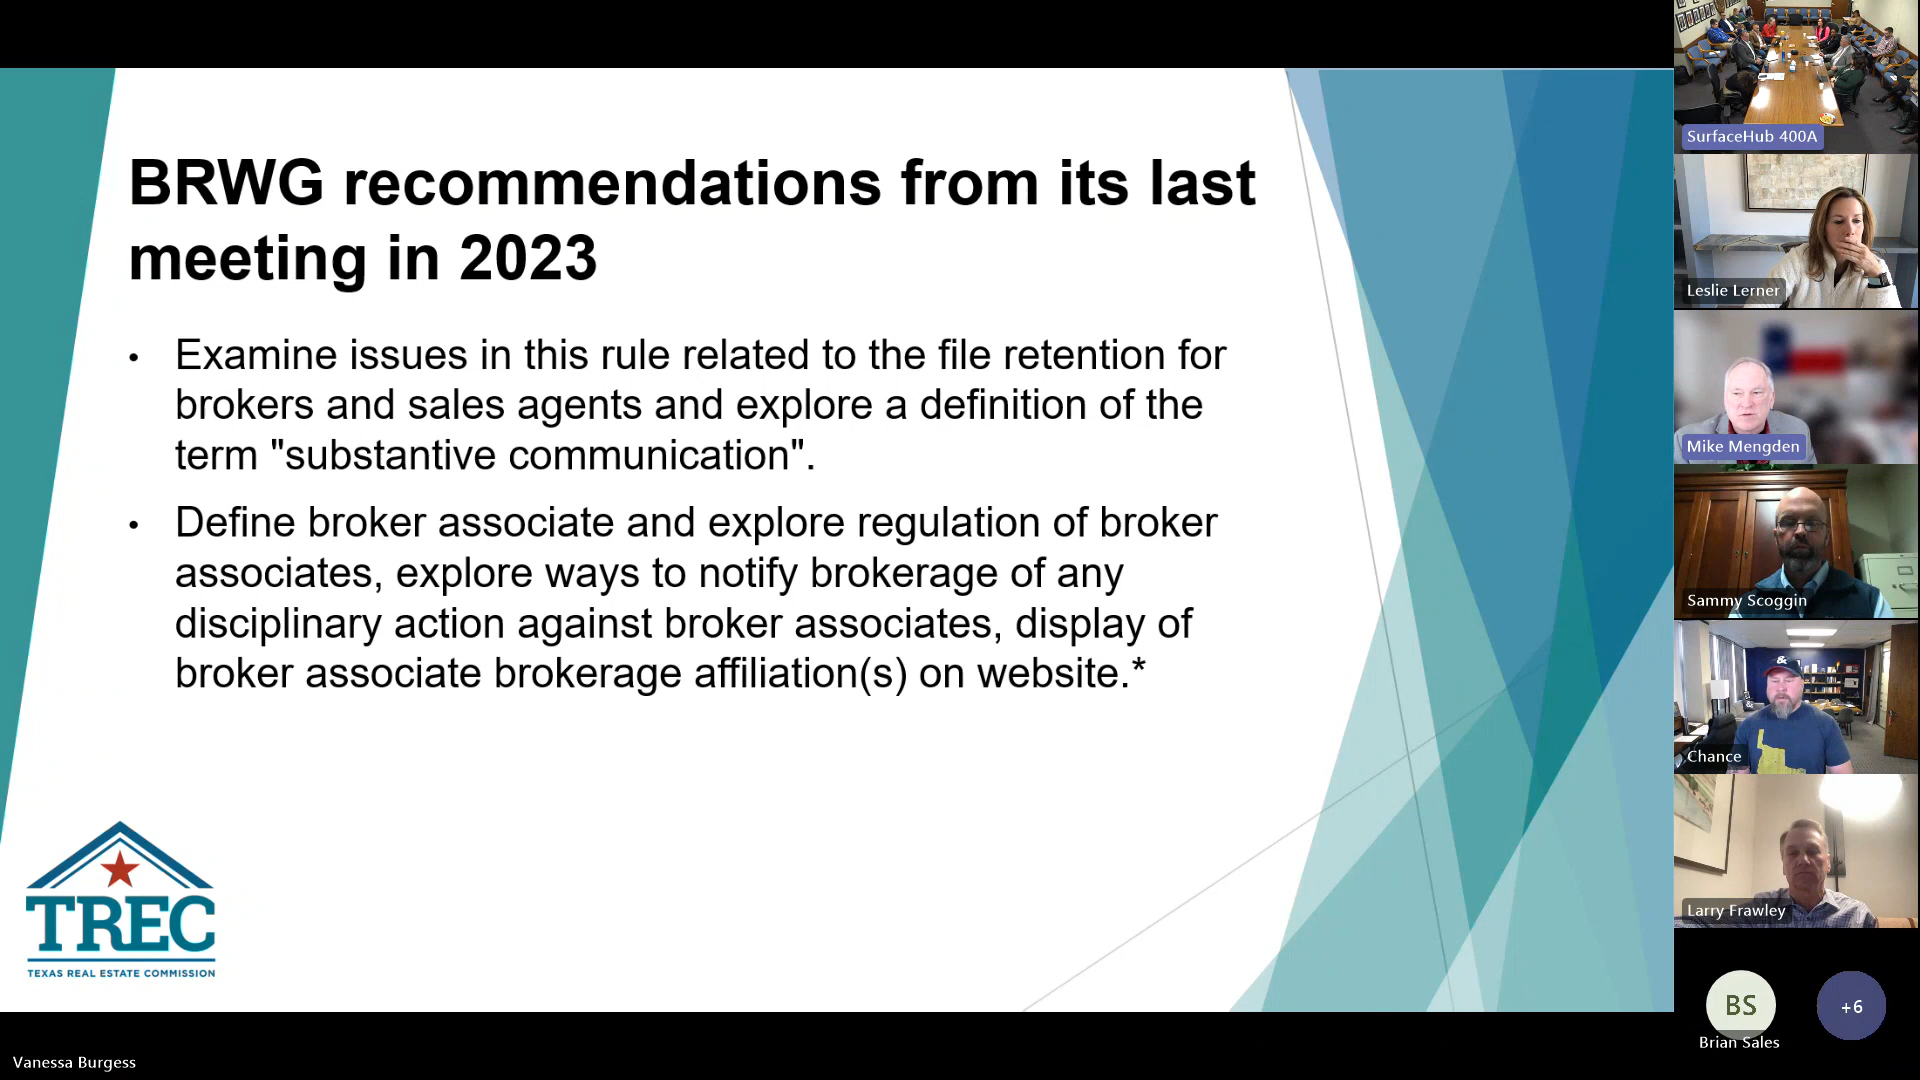 BRWG recommendations from its last
meeting in 2023
• Examine issues in this rule related to the file retention for
brokers and sales agents and explore a definition of the
term "substantive communication".
• Define broker associate and explore regulation of broker
associates, explore ways to notify brokerage of any
disciplinary action against broker associates, display of
broker associate brokerage affiliation(s) on website.*
TREC
TEXAS REAL ESTATE COMMISSION
Vanessa Burgess
SurfaceHub 400A
Leslie Lerner
Mike Mengden
Sammy Scoggin
&
Chance
Larry Frawley
BS
Brian Sales
+6